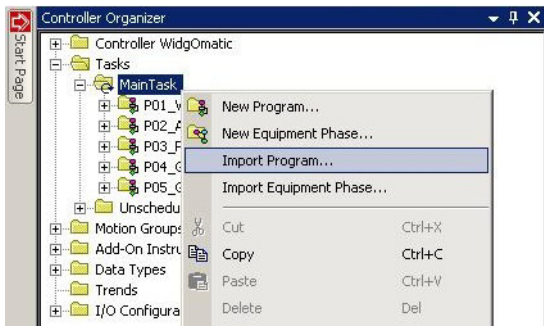 Controller Organizer
Start Page
Controller WidgOmatic
Tasks
MainTask
P01_
P02_
P03_
P04_
P05_
Unschedu
Motion Groups
Add-On Instru
Data Types
Trends
I/O Configura
New Program...
New Equipment Phase...
Import Program...
Import Equipment Phase...
Cut Ctrl+X
Copy Ctrl+C
Paste Ctrl+V
Delete Del